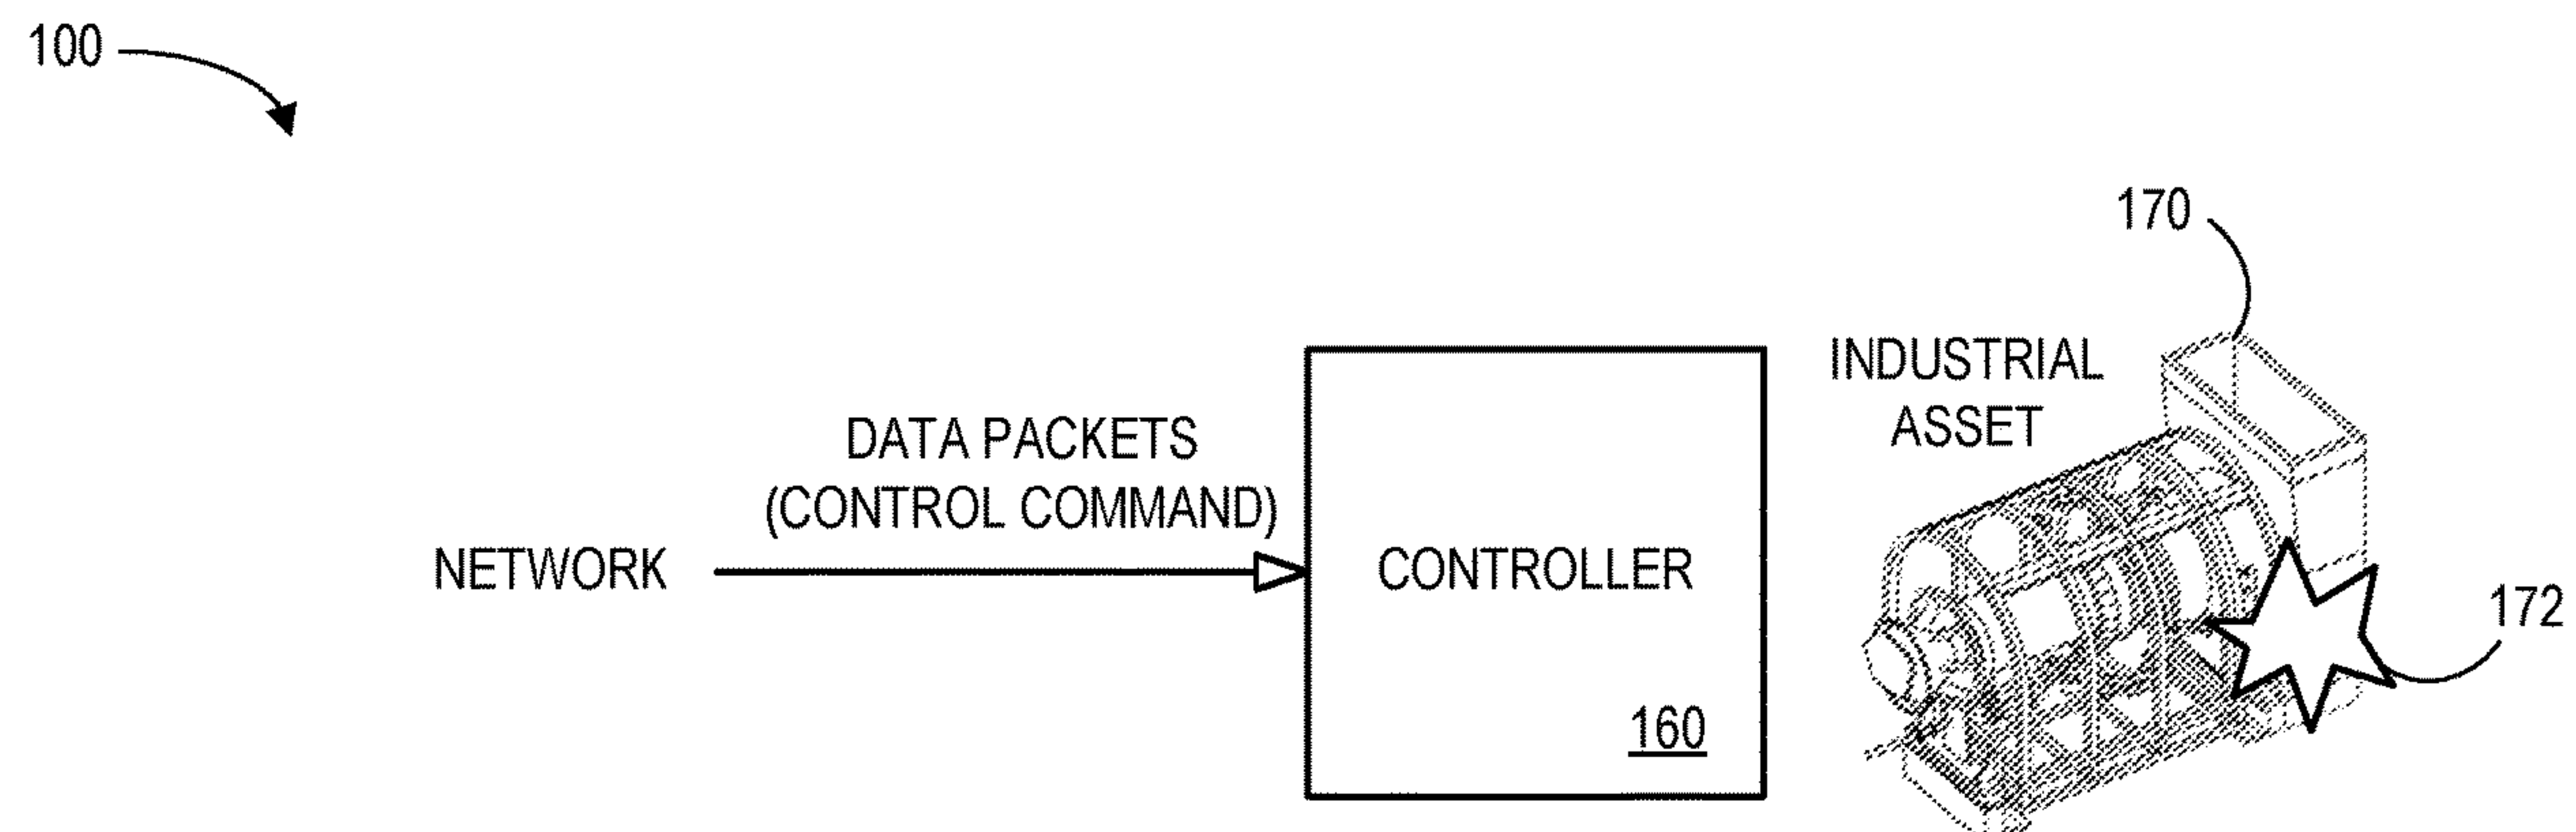 100
170
INDUSTRIAL
ASSET
DATA PACKETS
(CONTROL COMMAND)
NETWORK
CONTROLLER
172
160